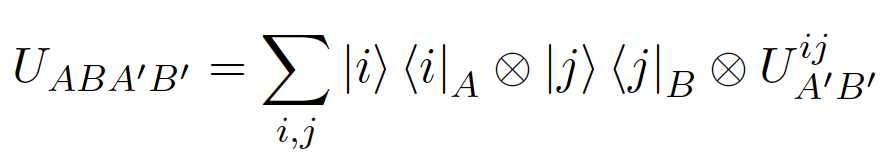 U_{ABA'B'} = \sum_{i,j} |i\rangle \langle i|_A \otimes |j\rangle \langle j|_B \otimes U^{ij}_{A'B'}